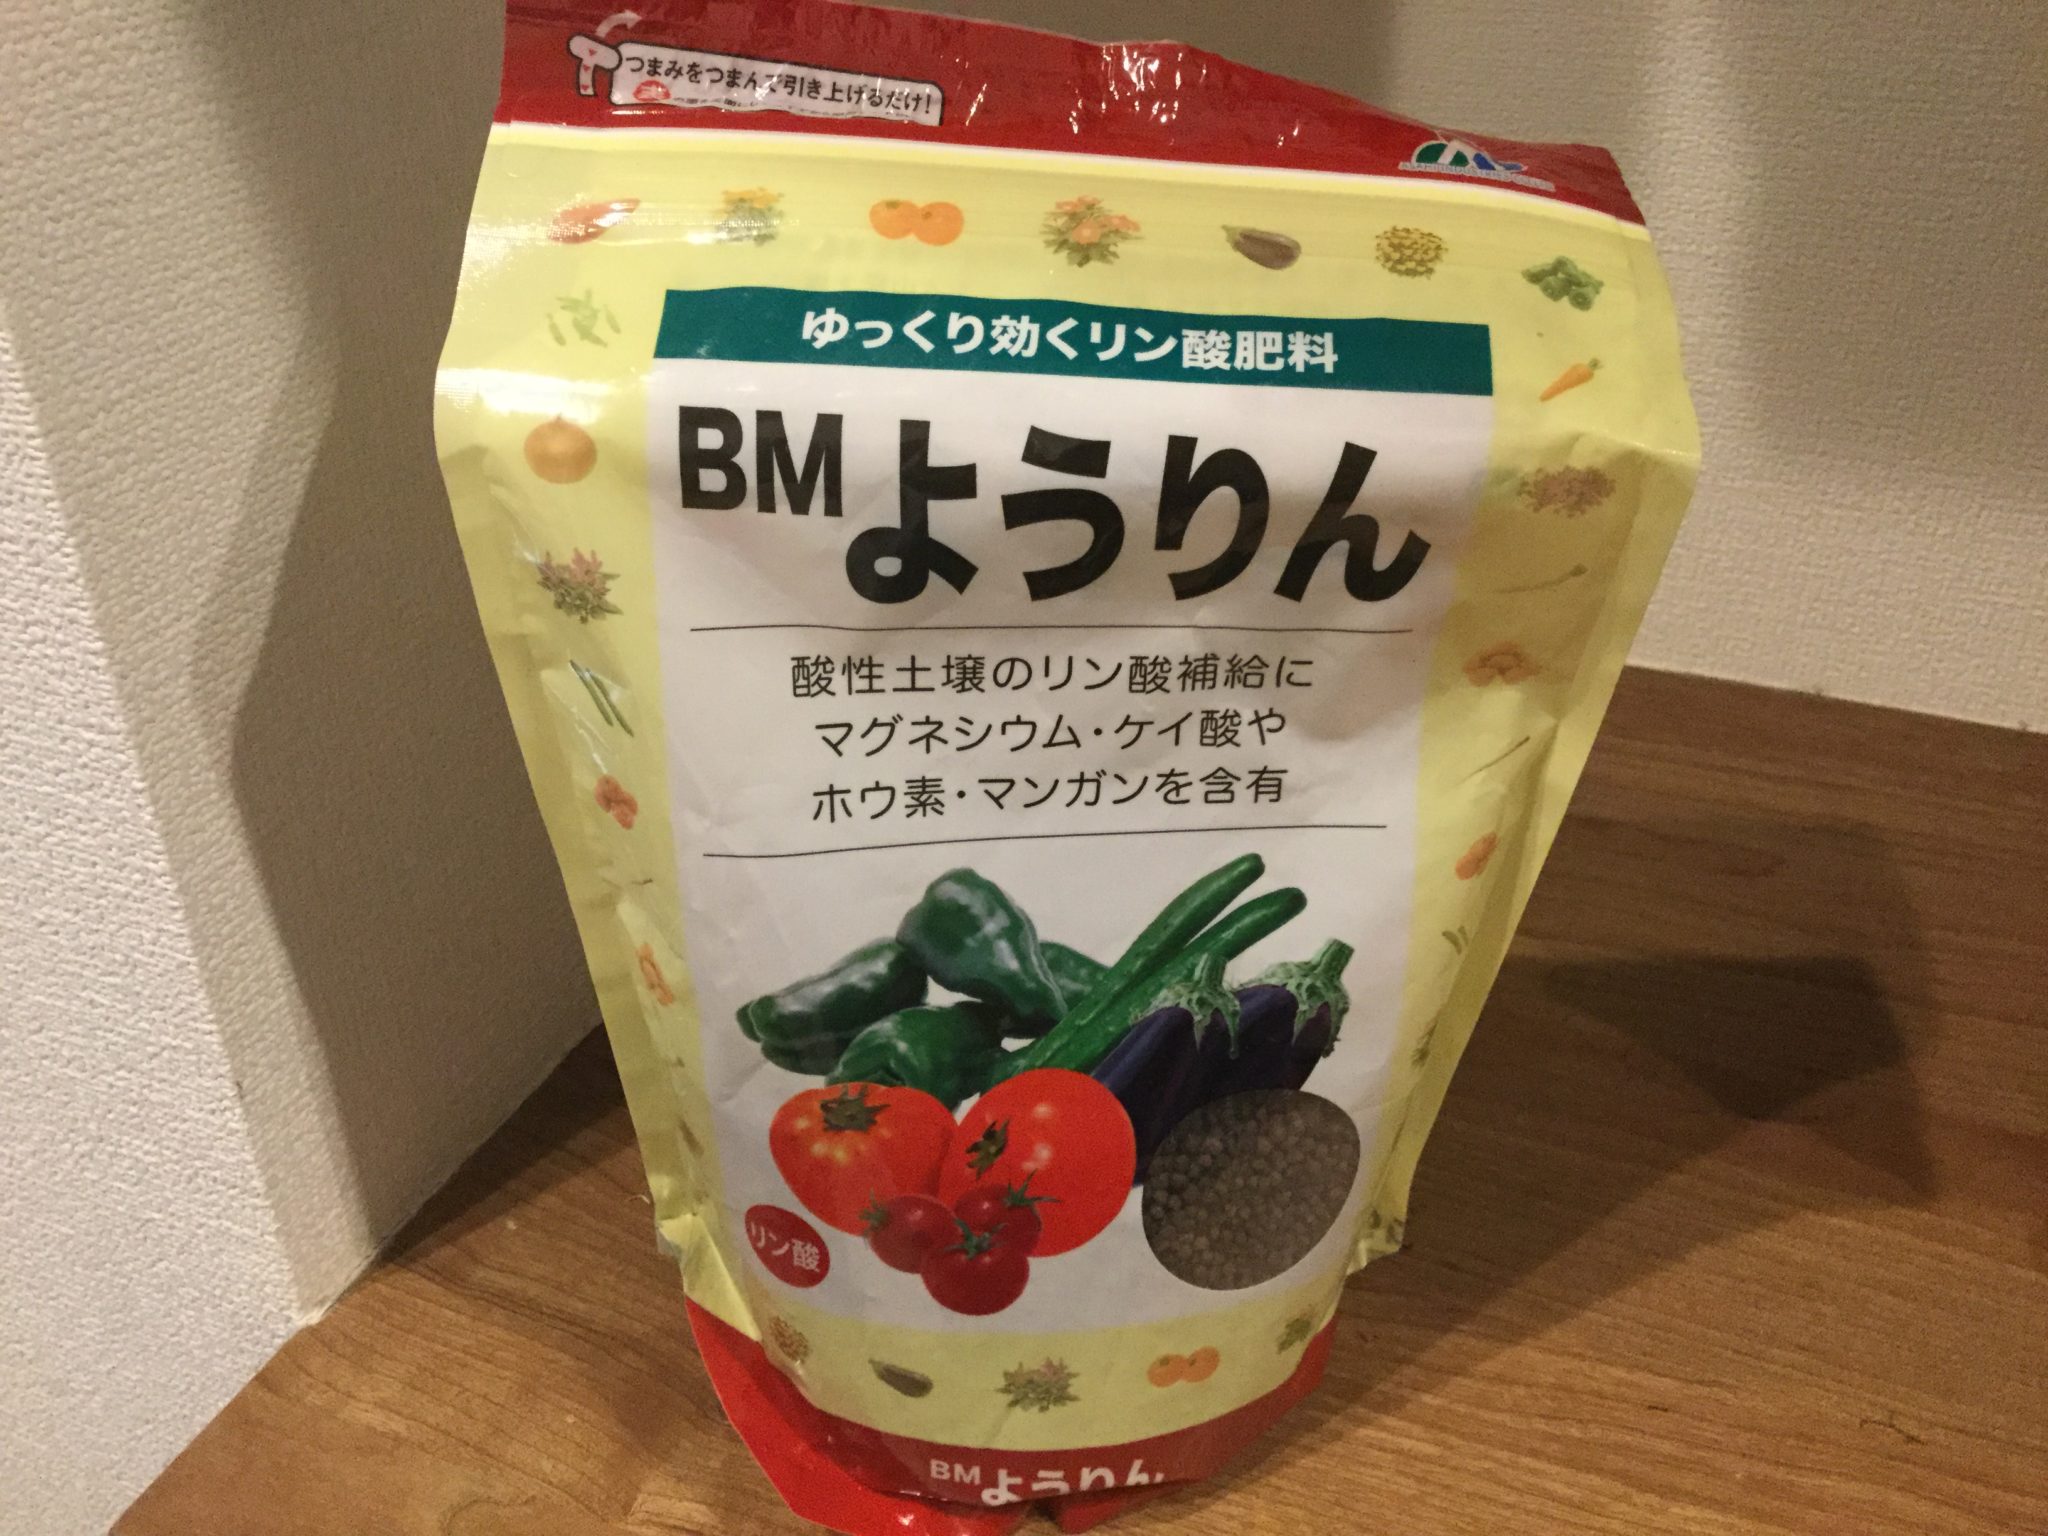 つまみをつまんで引き上げるだけ!
ゆっくり効くリン酸肥料
BMようりん
酸性土壌のリン酸補給に
マグネシウム・ケイ酸や
ホウ素・マンガンを含有
リン酸
BMようりん